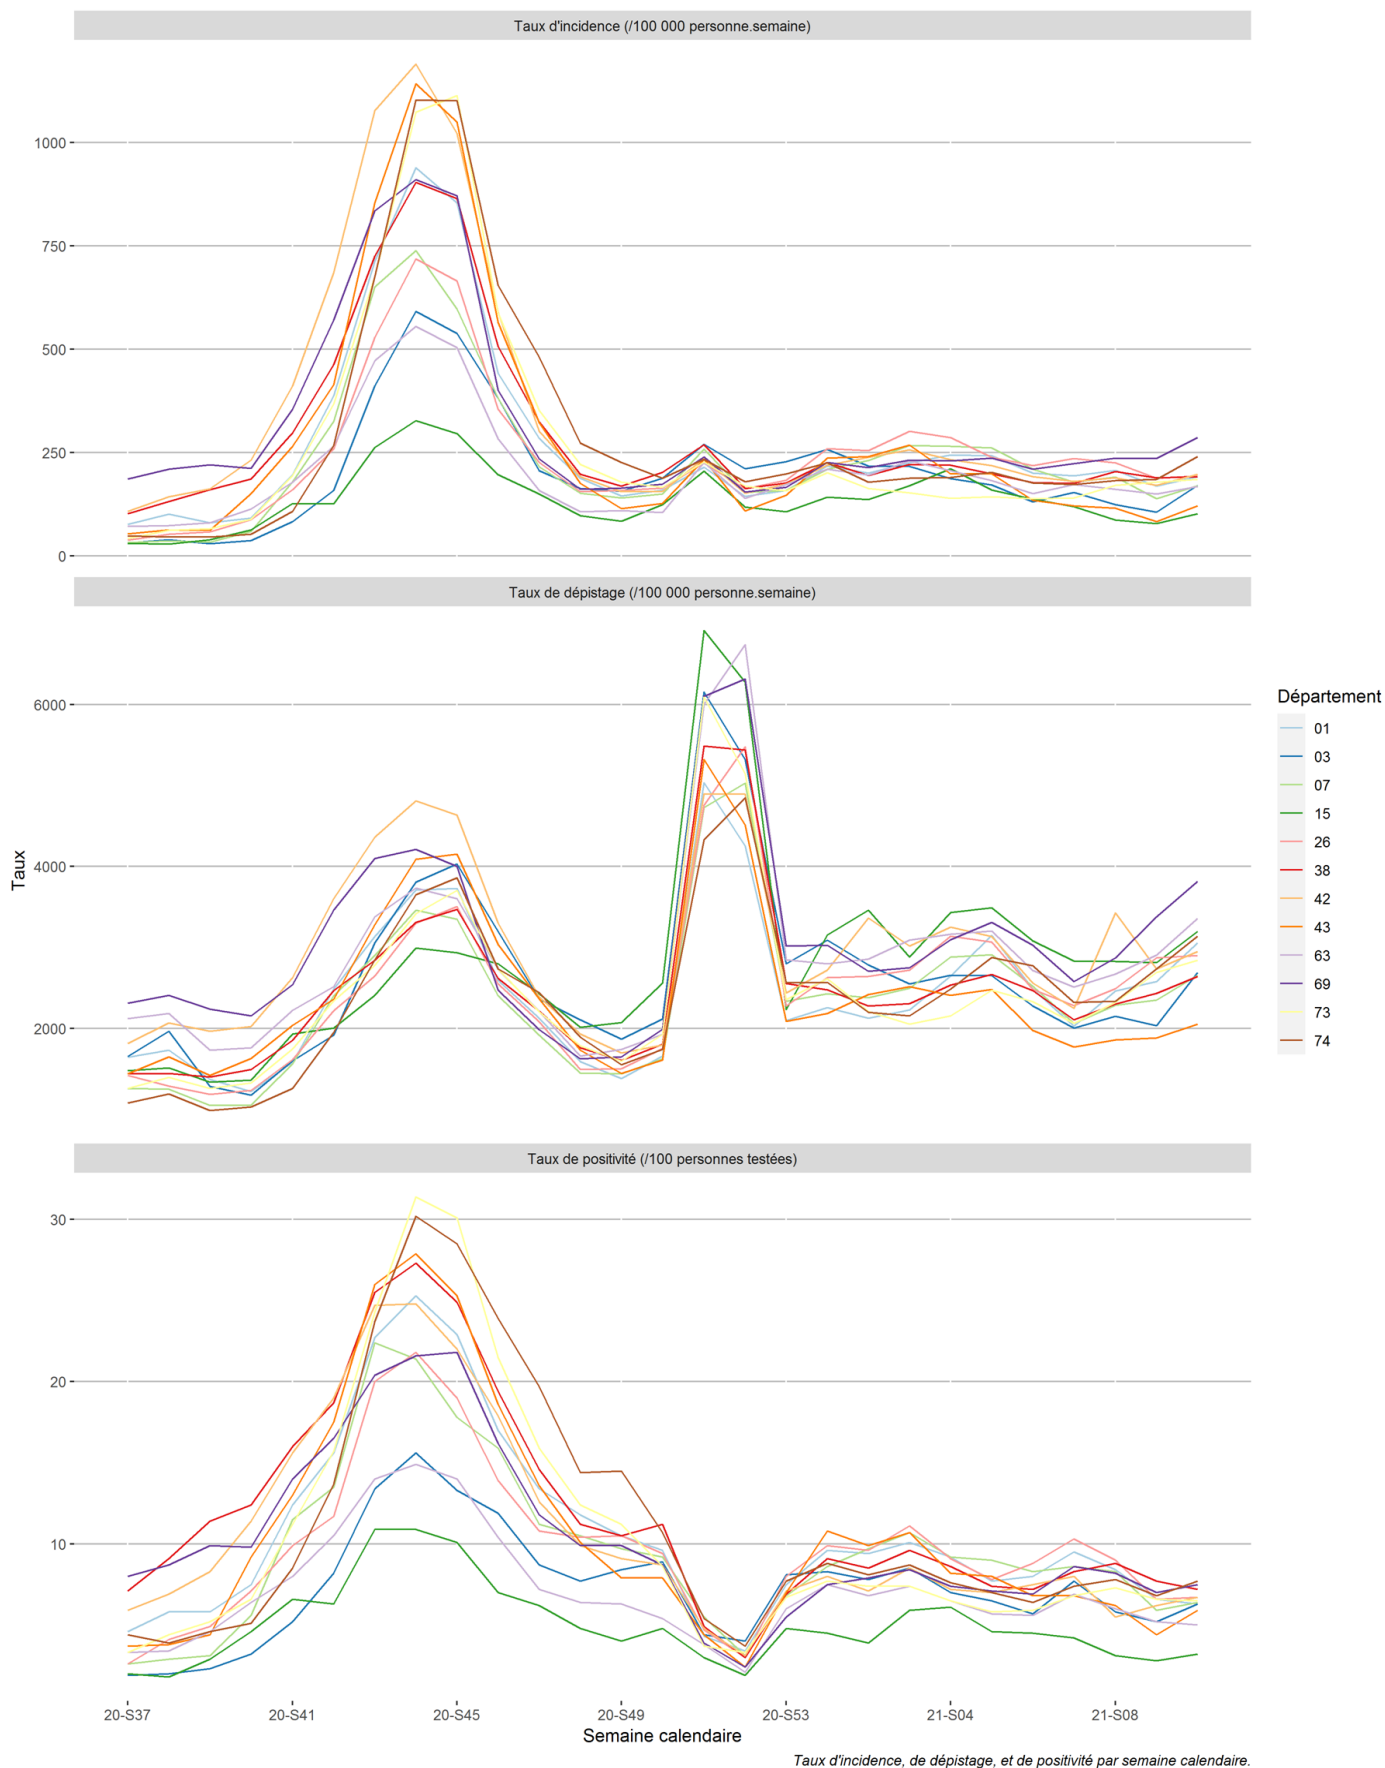 Taux d'incidence (/100 000 personne.semaine)
1000
750
500
250
0
Taux de dépistage (/100 000 personne.semaine)
6000
4000
2000
Taux
Taux de positivité (/100 personnes testées)
30
20
10
20-S37 20-S41 20-S45 20-S49 20-S53 21-S04 21-S08
Semaine calendaire
Taux d'incidence, de dépistage, et de positivité par semaine calendaire.
Département
01
03
07
15
26
38
42
43
63
69
73
74